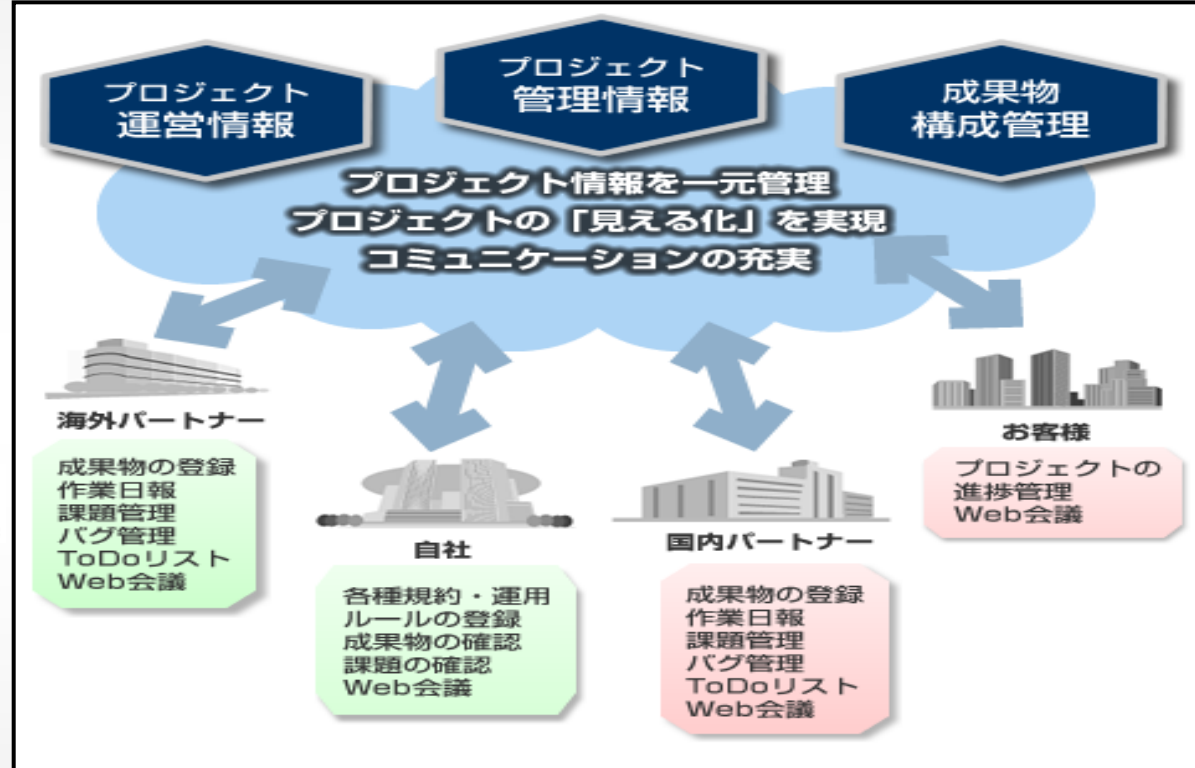 プロジェクト
運営情報
プロジェクト
管理情報
成果物
構成管理
プロジェクト情報を一元管理
プロジェクトの「見える化」を実現
コミュニケーションの充実
海外パートナー
成果物の登録
作業日報
課題管理
バグ管理
ToDoリスト
Web会議
自社
各種規約・運用
ルールの登録
成果物の確認
課題の確認
Web会議
国内パートナー
成果物の登録
作業日報
課題管理
バグ管理
ToDoリスト
Web会議
お客様
プロジェクトの
進捗管理
Web会議